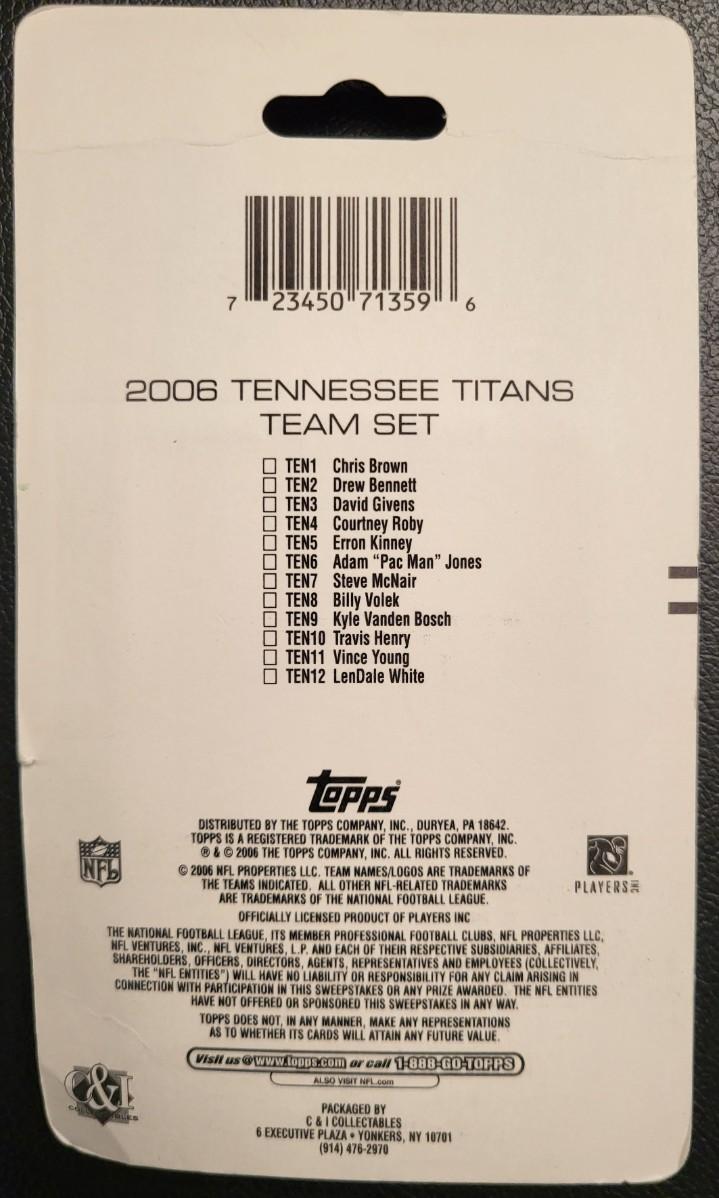 7 23450 71359 6
2006 TENNESSEE TITANS
TEAM SET
TEN1 Chris Brown
TEN2 Drew Bennett
TEN3 David Givens
TEN4 Courtney Roby
TEN5 Erron Kinney
TEN6 Adam “Pac Man” Jones
TEN7 Steve McNair
TEN8 Billy Volek
TEN9 Kyle Vanden Bosch
TEN10 Travis Henry
TEN11 Vince Young
TEN12 LenDale White
topps®
DISTRIBUTED BY THE TOPPS COMPANY, INC., DURYEA, PA 18642.
TOPPS IS A REGISTERED TRADEMARK OF THE TOPPS COMPANY, INC.
® & © 2006 THE TOPPS COMPANY, INC. ALL RIGHTS RESERVED.
NFL
© 2006 NFL PROPERTIES LLC. TEAM NAMES/LOGOS ARE TRADEMARKS OF
THE TEAMS INDICATED. ALL OTHER NFL-RELATED TRADEMARKS
ARE TRADEMARKS OF THE NATIONAL FOOTBALL LEAGUE.
PLAYERS INC
OFFICIALLY LICENSED PRODUCT OF PLAYERS INC
THE NATIONAL FOOTBALL LEAGUE, ITS MEMBER PROFESSIONAL FOOTBALL CLUBS, NFL PROPERTIES LLC,
NFL VENTURES, INC., NFL VENTURES, L.P. AND EACH OF THEIR RESPECTIVE SUBSIDIARIES, AFFILIATES,
SHAREHOLDERS, OFFICERS, DIRECTORS, AGENTS, REPRESENTATIVES AND EMPLOYEES (COLLECTIVELY,
THE “NFL ENTITIES”) WILL HAVE NO LIABILITY OR RESPONSIBILITY FOR ANY CLAIM ARISING IN
CONNECTION WITH PARTICIPATION IN THIS SWEEPSTAKES OR ANY PRIZE AWARDED. THE NFL ENTITIES
HAVE NOT OFFERED OR SPONSORED THIS SWEEPSTAKES IN ANY WAY.
TOPPS DOES NOT, IN ANY MANNER, MAKE ANY REPRESENTATIONS
AS TO WHETHER ITS CARDS WILL ATTAIN ANY FUTURE VALUE.
Visit us @ www.topps.com or call 1-888-GO-TOPPS
ALSO VISIT NFL.com
C&I
COLLECTABLES
PACKAGED BY
C & I COLLECTABLES
6 EXECUTIVE PLAZA • YONKERS, NY 10701
(914) 476-2970